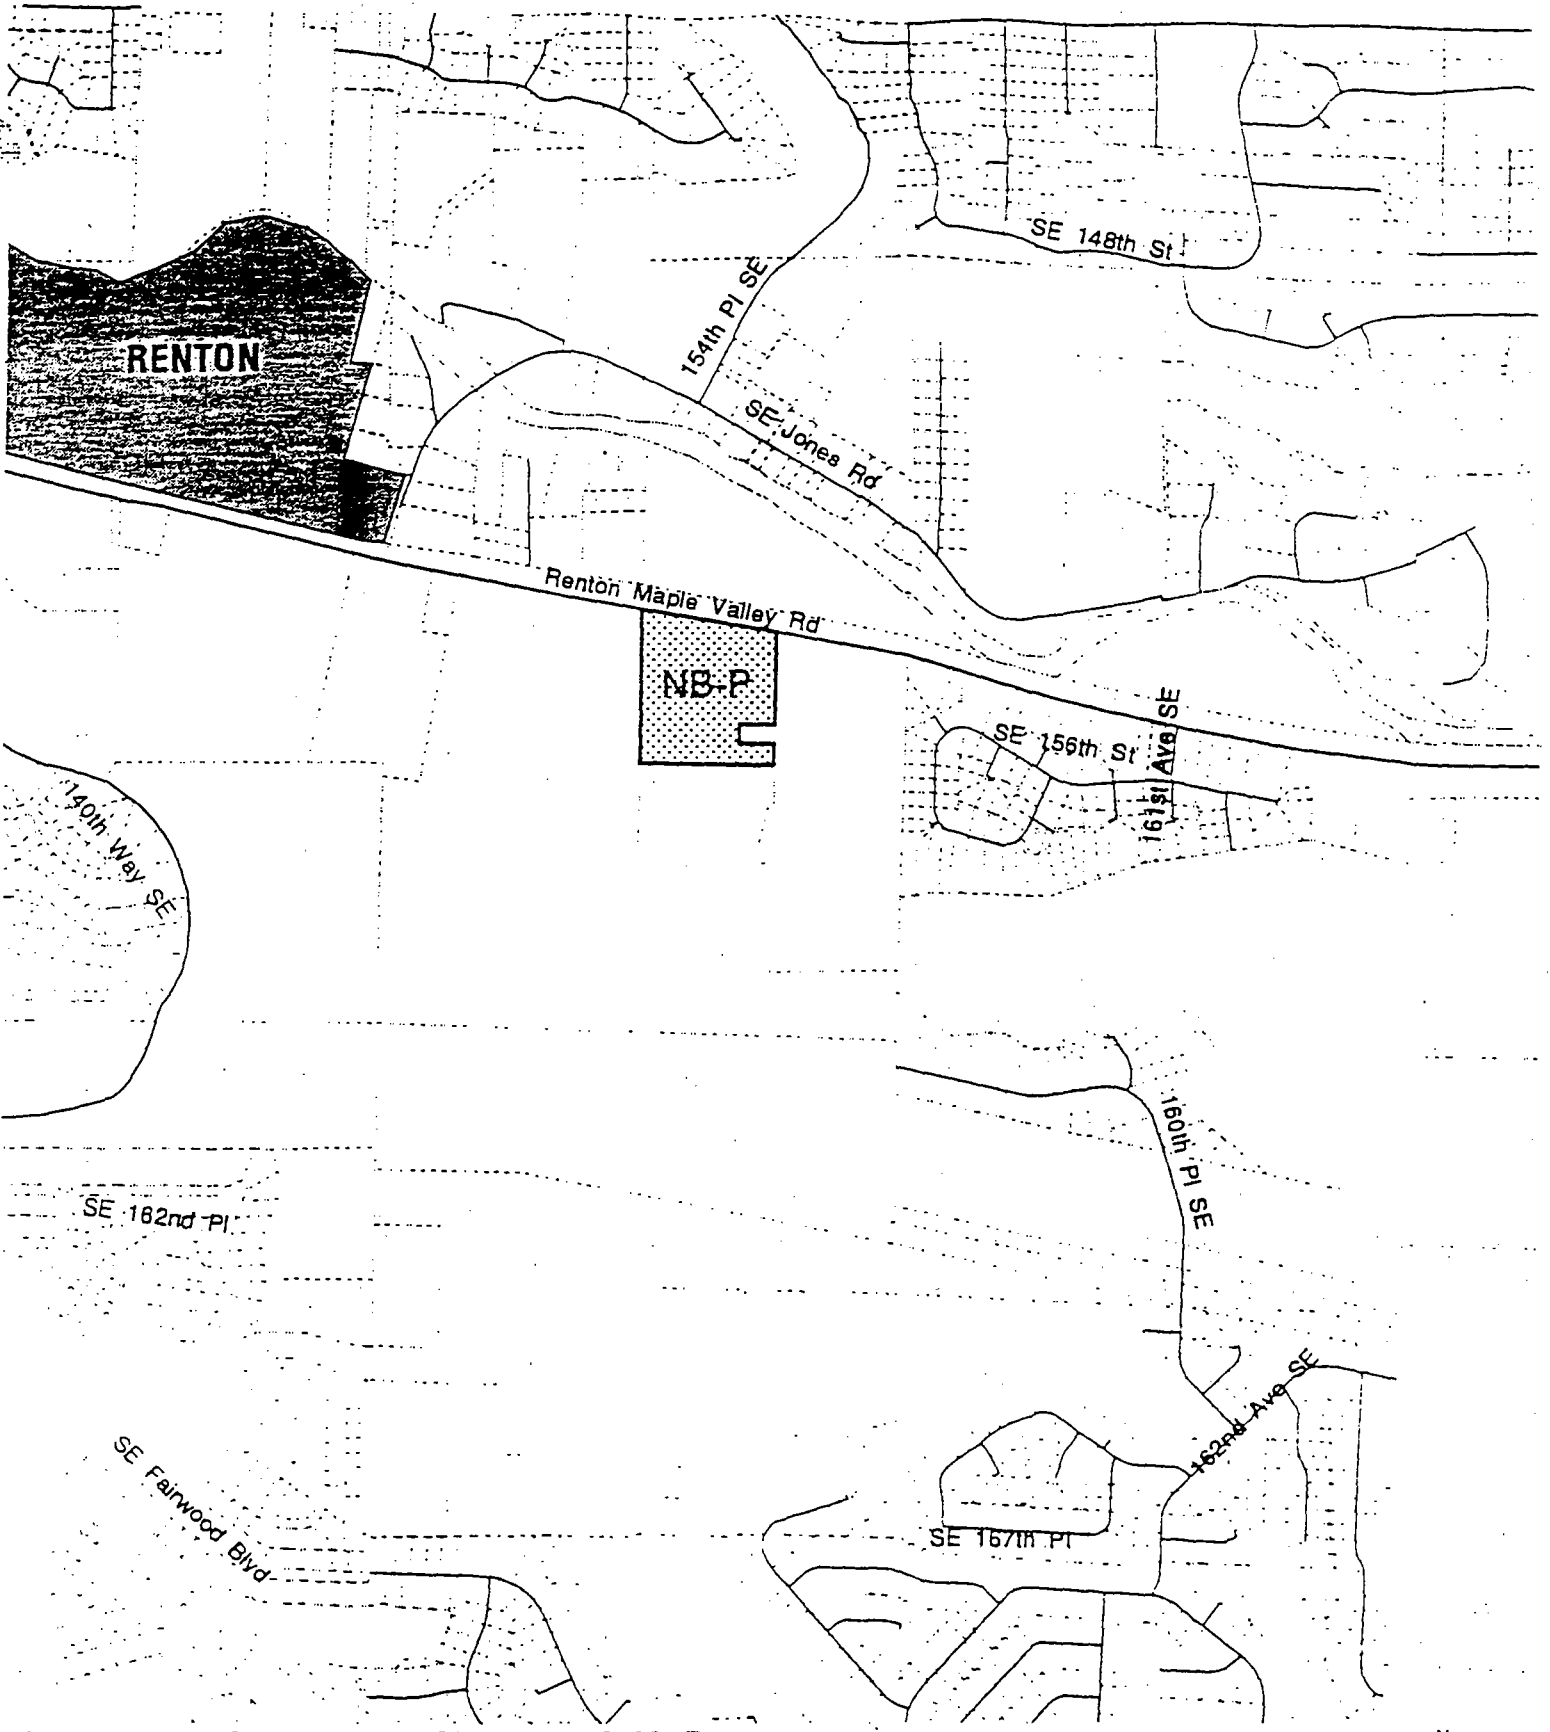 SE 148th St
154th Pl SE
RENTON
SE Jones Rd
Renton Maple Valley Rd
NB-P
SE 156th St
161st Ave SE
140th Way SE
160th Pl SE
SE 162nd Pl
162nd Ave SE
SE Fairwood Blvd
SE 167th Pl